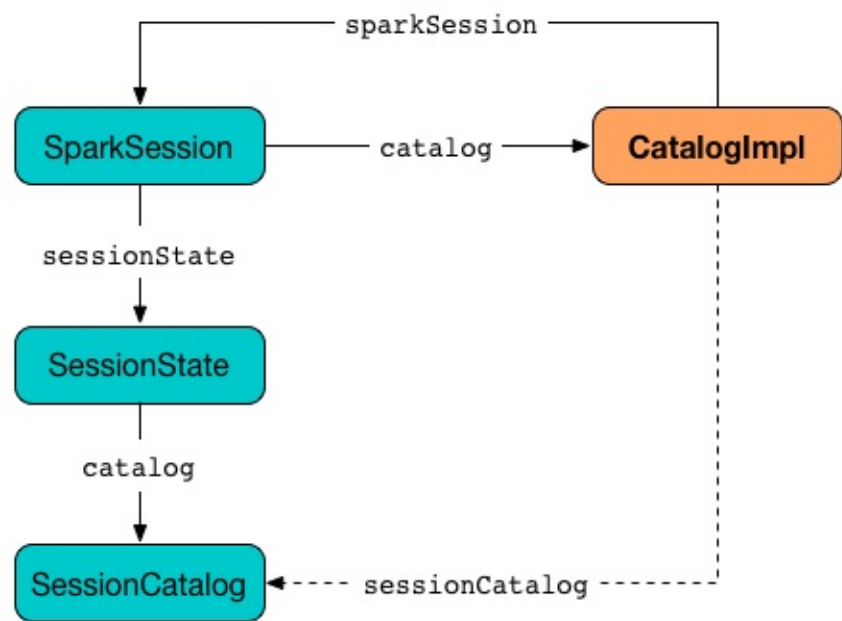 sparkSession
SparkSession
catalog
CatalogImpl
sessionState
SessionState
catalog
SessionCatalog
sessionCatalog